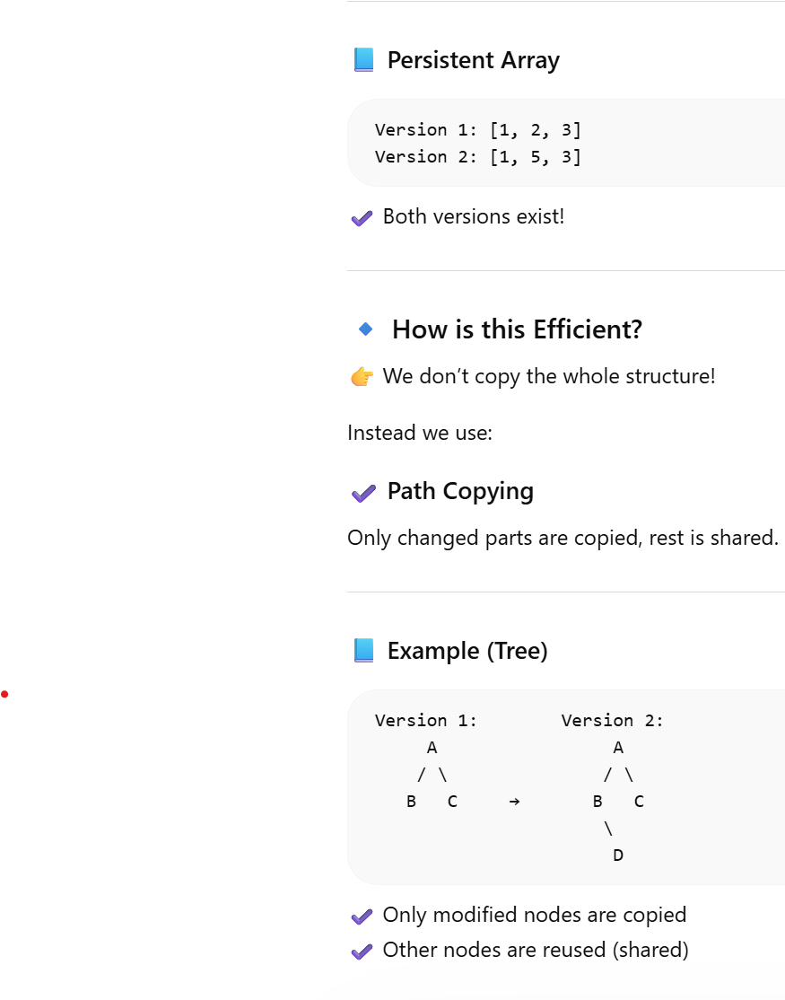 📘 Persistent Array
Version 1: [1, 2, 3]
Version 2: [1, 5, 3]
✔ Both versions exist!
🔹 How is this Efficient?
👉 We don’t copy the whole structure!
Instead we use:
✔ Path Copying
Only changed parts are copied, rest is shared.
📘 Example (Tree)
Version 1:        Version 2:
     A                 A
    / \               / \
   B   C     →       B   C
                      \
                       D
✔ Only modified nodes are copied
✔ Other nodes are reused (shared)